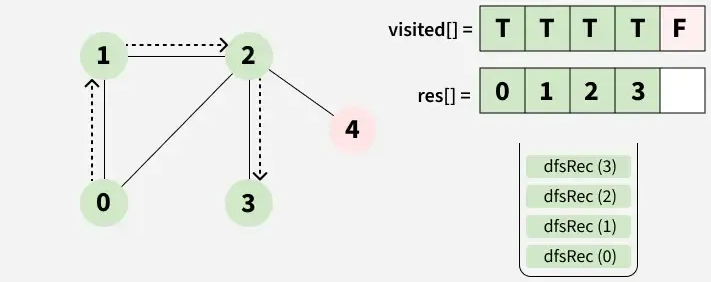 1
2
4
0
3
visited[] = T T T T F
res[] = 0 1 2 3
dfsRec (3)
dfsRec (2)
dfsRec (1)
dfsRec (0)